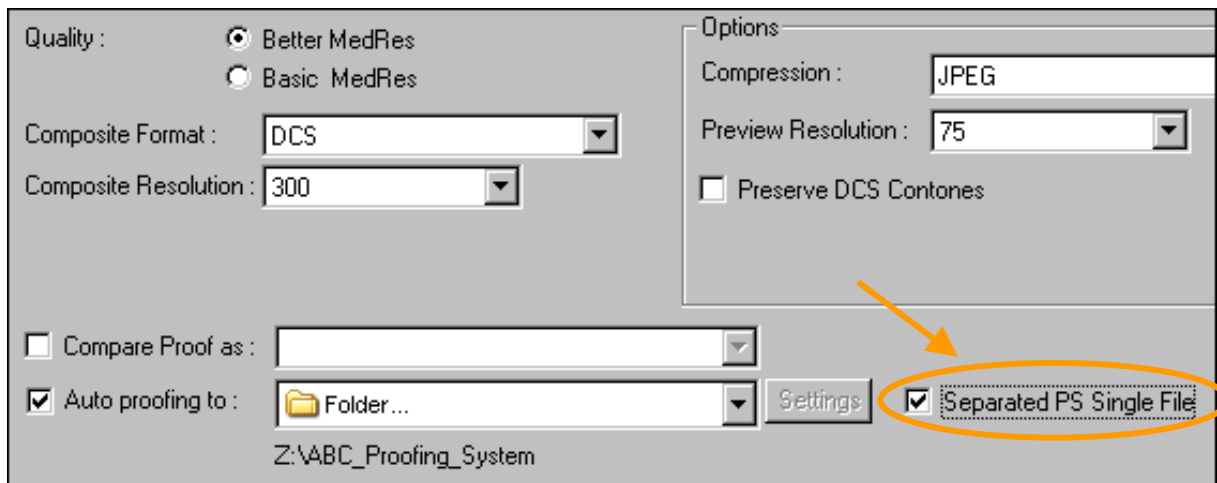 Quality :
Better MedRes
Basic MedRes
Composite Format :
DCS
Composite Resolution :
300
Options
Compression :
JPEG
Preview Resolution :
75
Preserve DCS Contones
Compare Proof as :
Auto proofing to :
Folder...
Settings
Separated PS Single File
Z:\ABC_Proofing_System